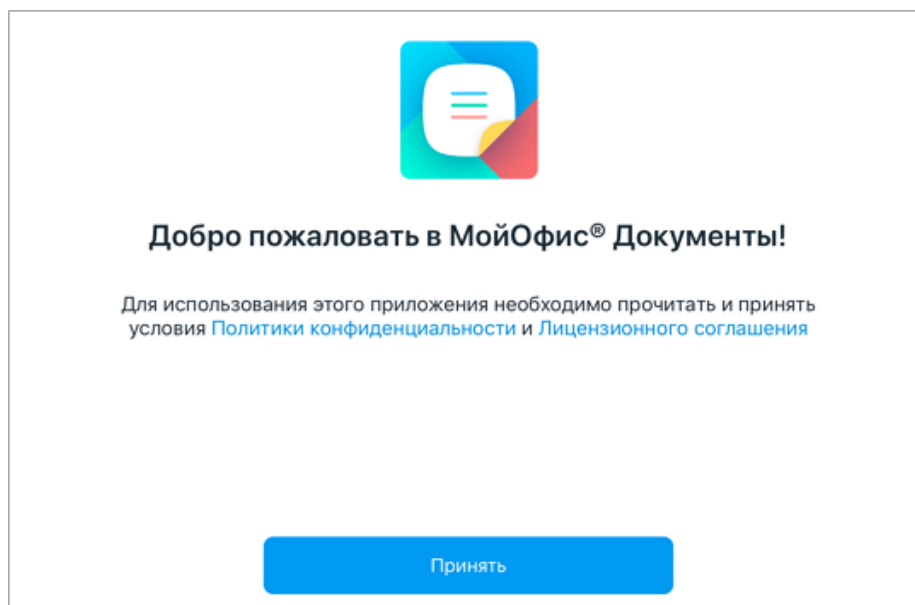 Добро пожаловать в МойОфис® Документы!
Для использования этого приложения необходимо прочитать и принять
условия Политики конфиденциальности и Лицензионного соглашения
Принять